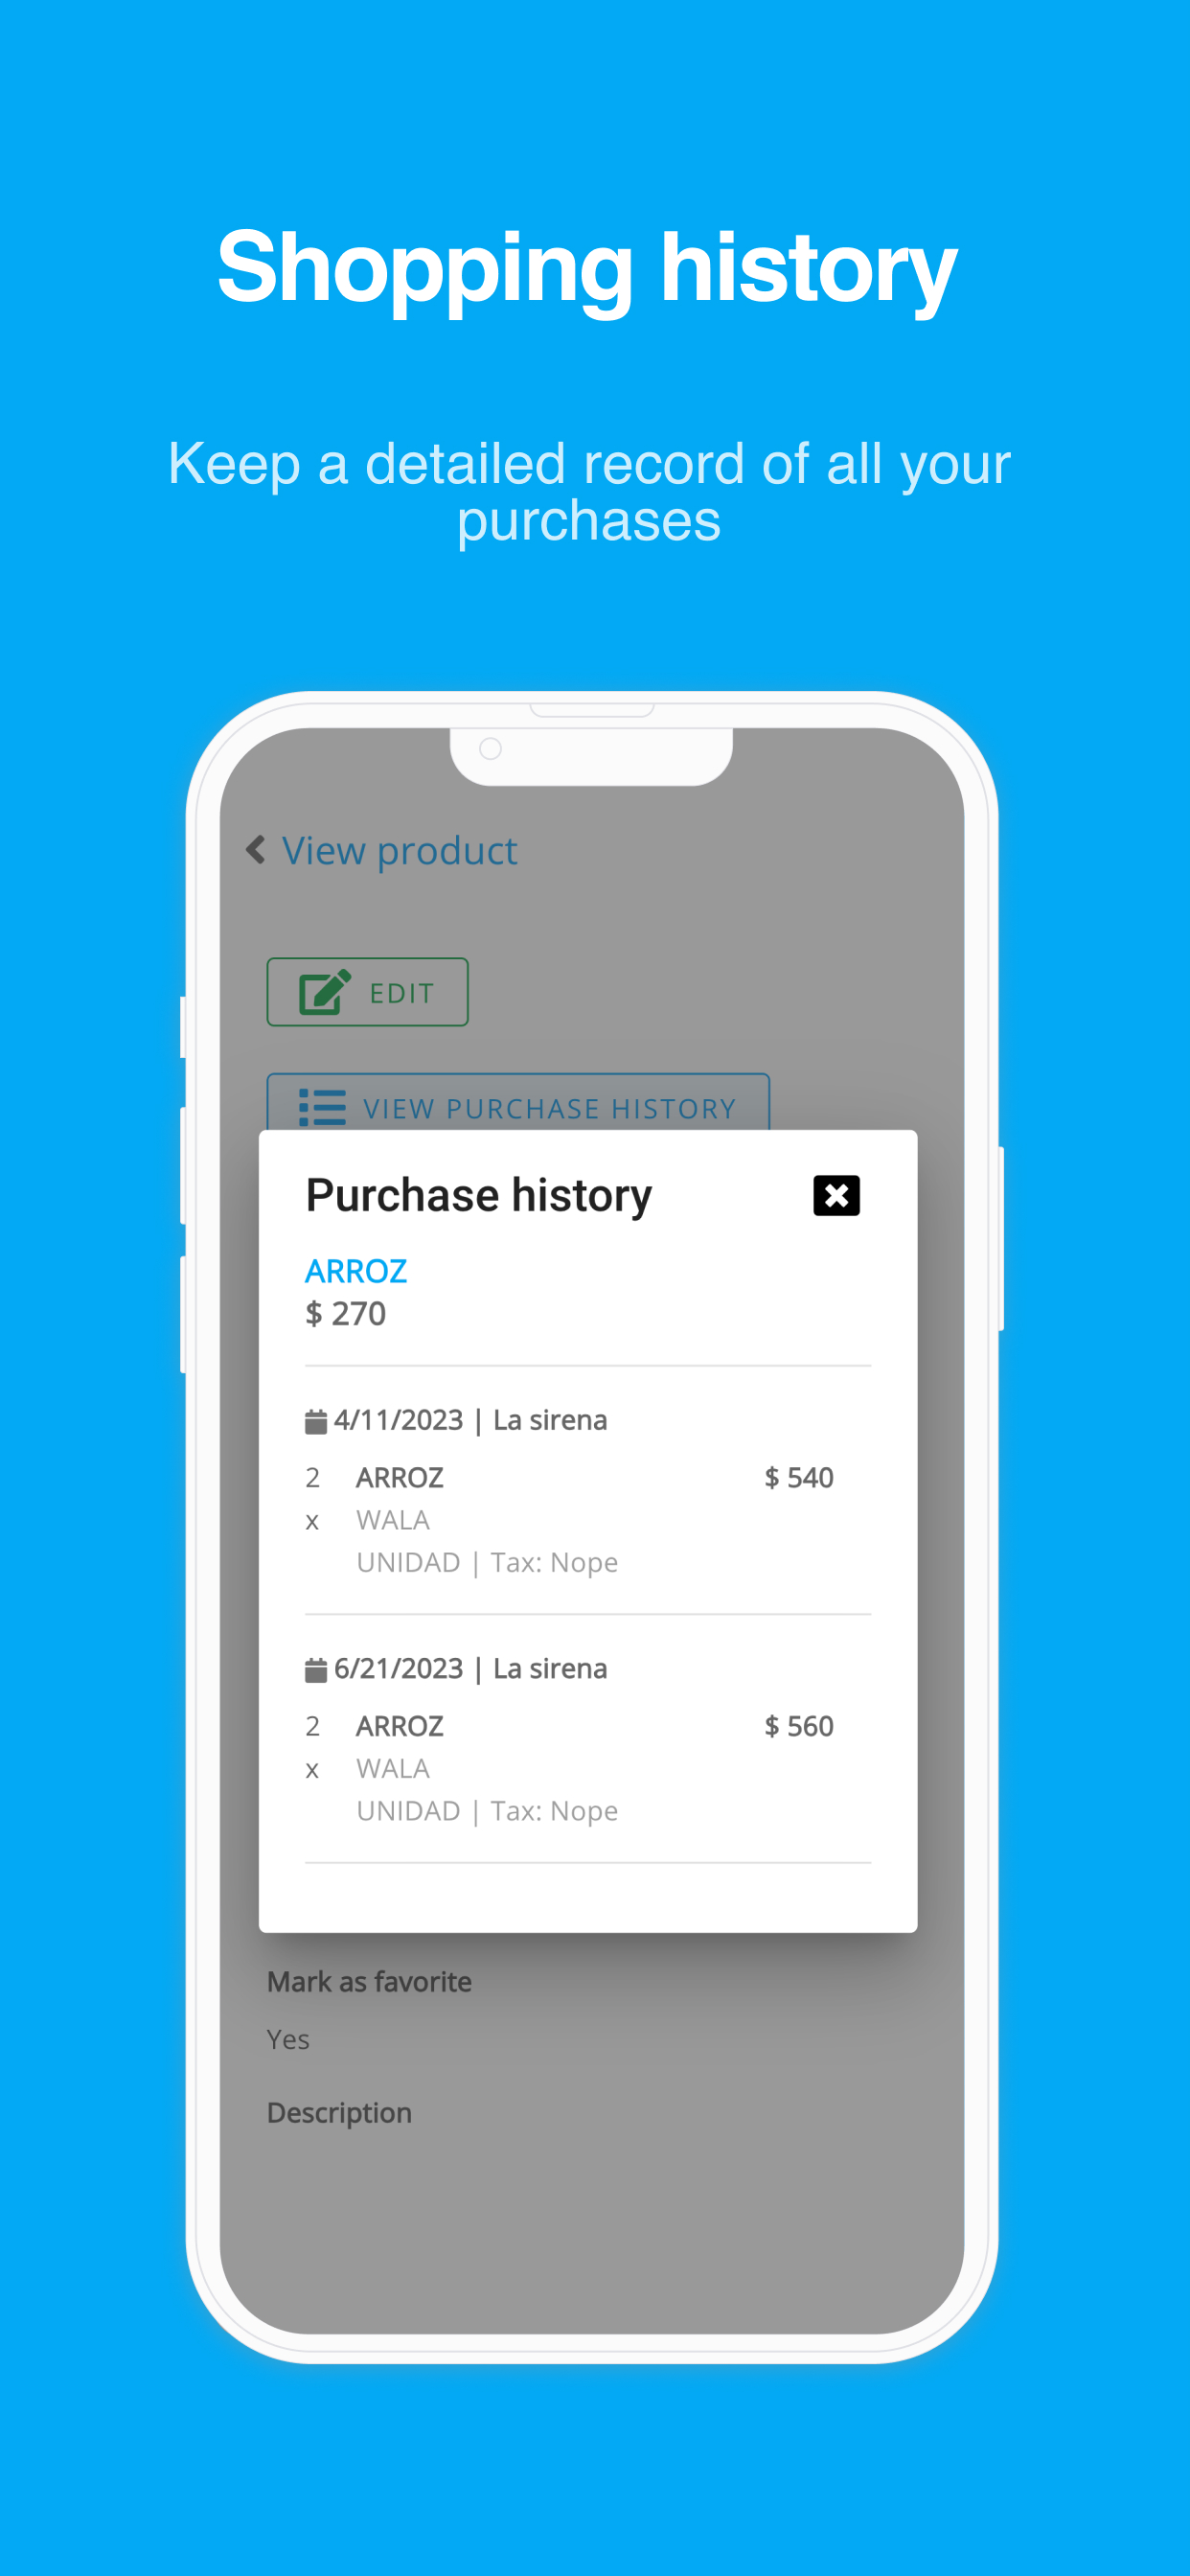 Shopping history
Keep a detailed record of all your
purchases
View product
EDIT
VIEW PURCHASE HISTORY
Purchase history
ARROZ
$ 270
4/11/2023 | La sirena
2 ARROZ $ 540
x WALA
UNIDAD | Tax: Nope
6/21/2023 | La sirena
2 ARROZ $ 560
x WALA
UNIDAD | Tax: Nope
Mark as favorite
Yes
Description